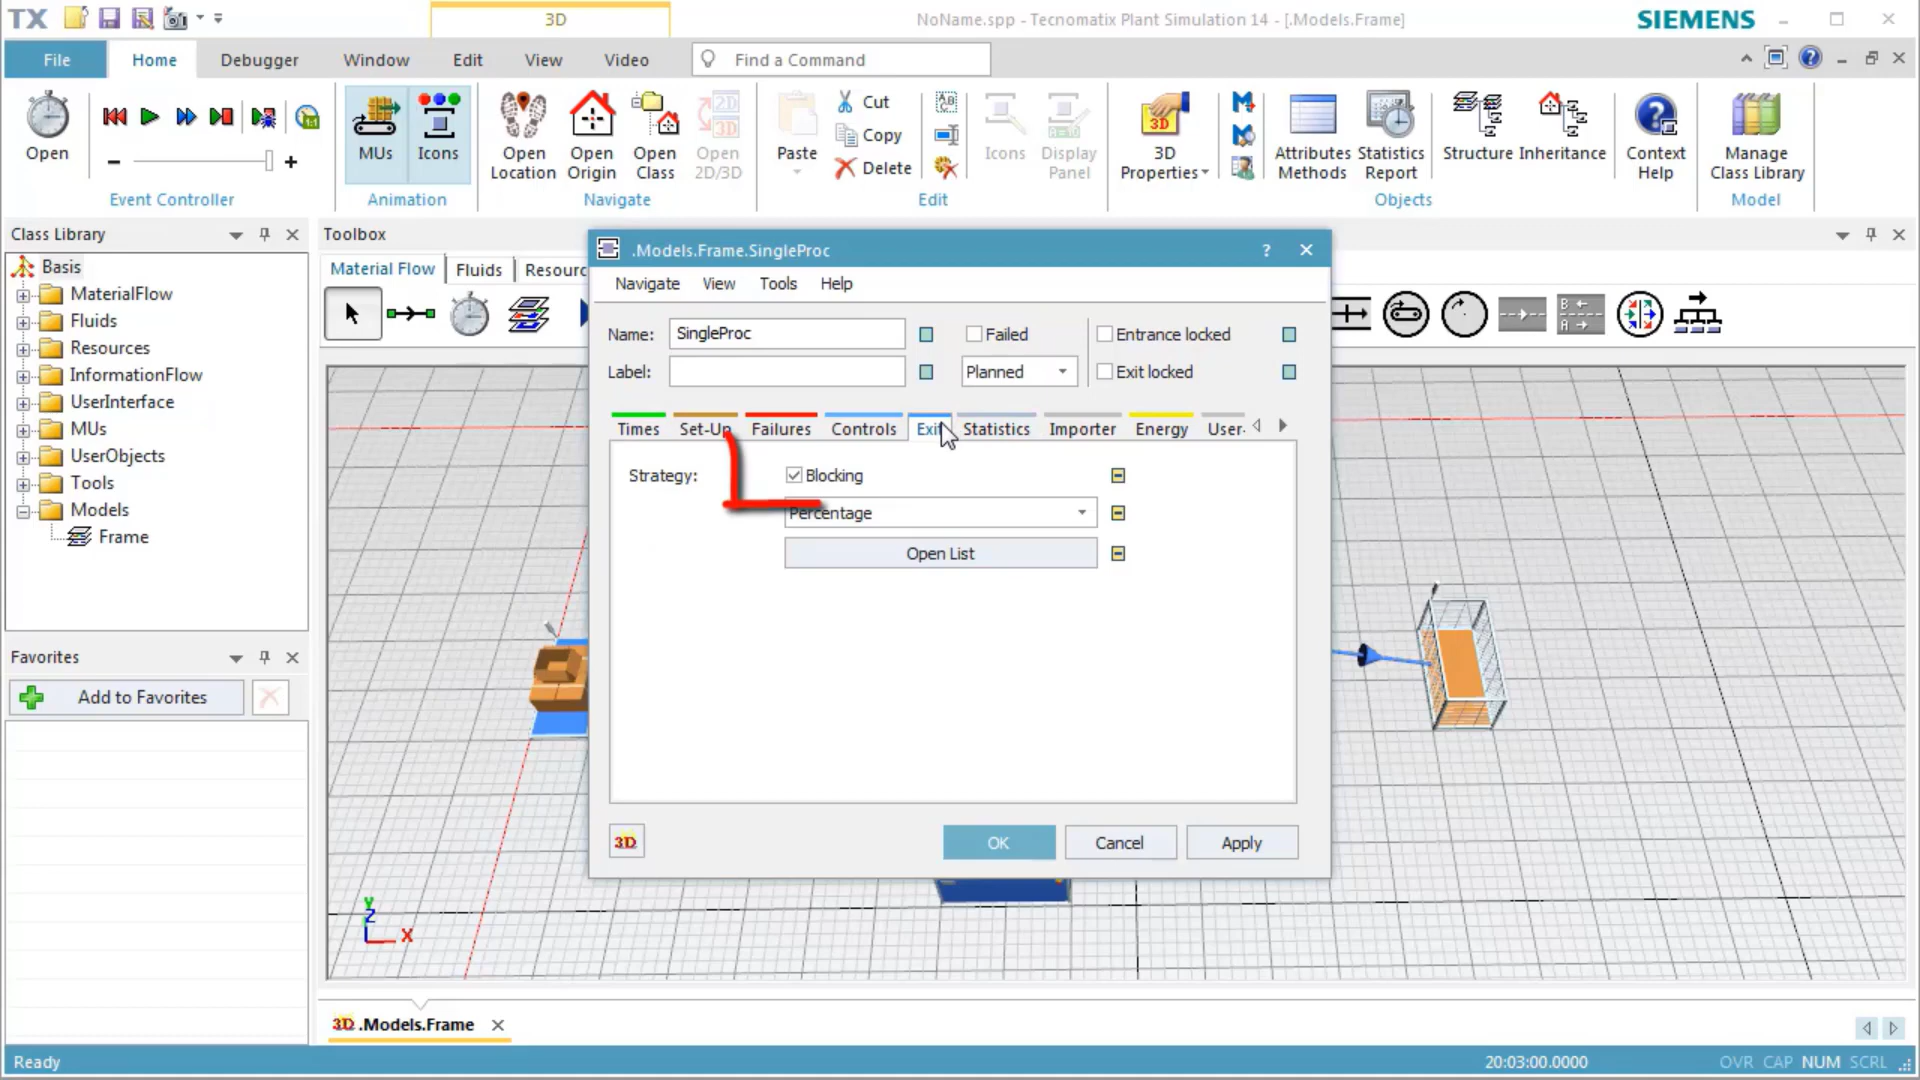 TX
3D
NoName.spp - Tecnomatix Plant Simulation 14 - [.Models.Frame]
SIEMENS
File
Home
Debugger
Window
Edit
View
Video
Find a Command
Open
Event Controller
MUs
Icons
Animation
Open Location
Open Origin
Open Class
Open 2D/3D
Navigate
Paste
Cut
Copy
Delete
Icons
Display Panel
Edit
3D Properties
Attributes Methods
Statistics Report
Structure
Inheritance
Objects
Context Help
Manage Class Library
Model
Class Library
Basis
MaterialFlow
Fluids
Resources
InformationFlow
UserInterface
MUs
UserObjects
Tools
Models
Frame
Favorites
Add to Favorites
Toolbox
Material Flow
Fluids
Resourc
.Models.Frame.SingleProc
Navigate
View
Tools
Help
Name: SingleProc
Failed
Entrance locked
Label:
Planned
Exit locked
Times
Set-Up
Failures
Controls
Exit
Statistics
Importer
Energy
User-
Strategy:
Blocking
Percentage
Open List
3D
OK
Cancel
Apply
Y
Z
X
3D .Models.Frame
Ready
20:03:00.0000
OVR CAP NUM SCRL